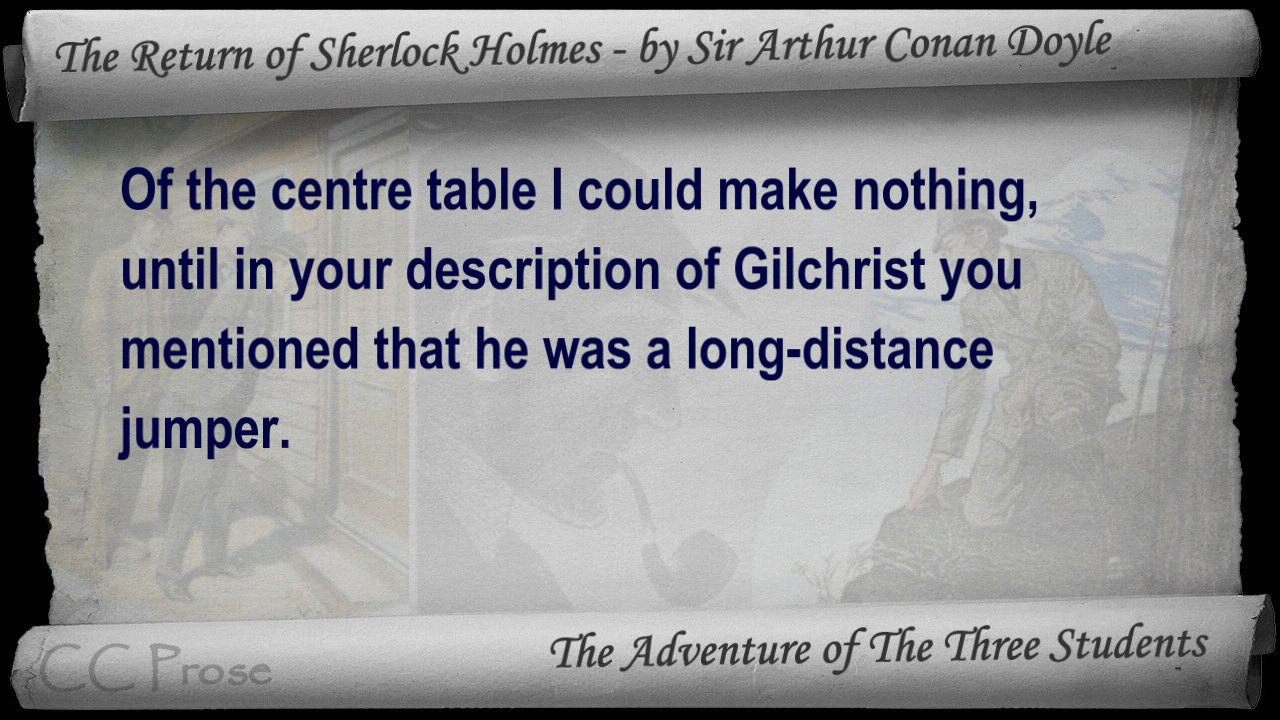 The Return of Sherlock Holmes - by Sir Arthur Conan Doyle
Of the centre table I could make nothing,
until in your description of Gilchrist you
mentioned that he was a long-distance
jumper.
The Adventure of The Three Students
CC Prose